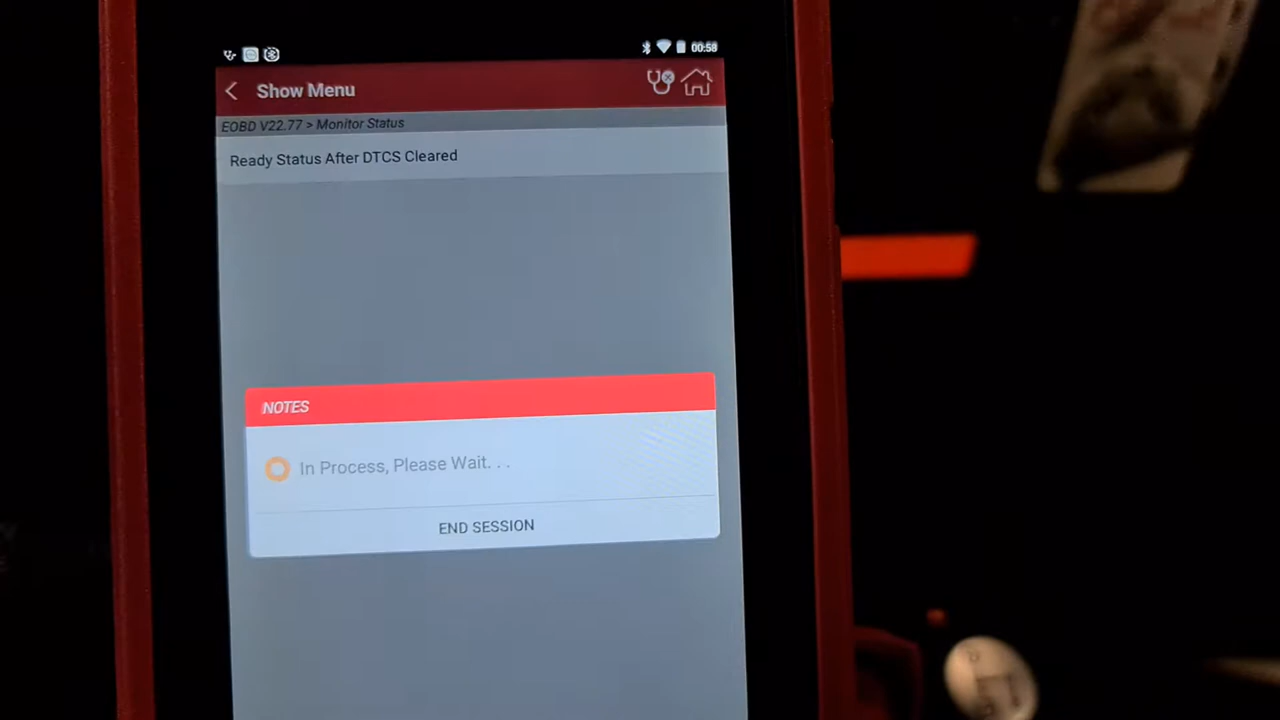 00:58
Show Menu
EOBD V22.77 > Monitor Status
Ready Status After DTCS Cleared
NOTES
In Process, Please Wait. . .
END SESSION